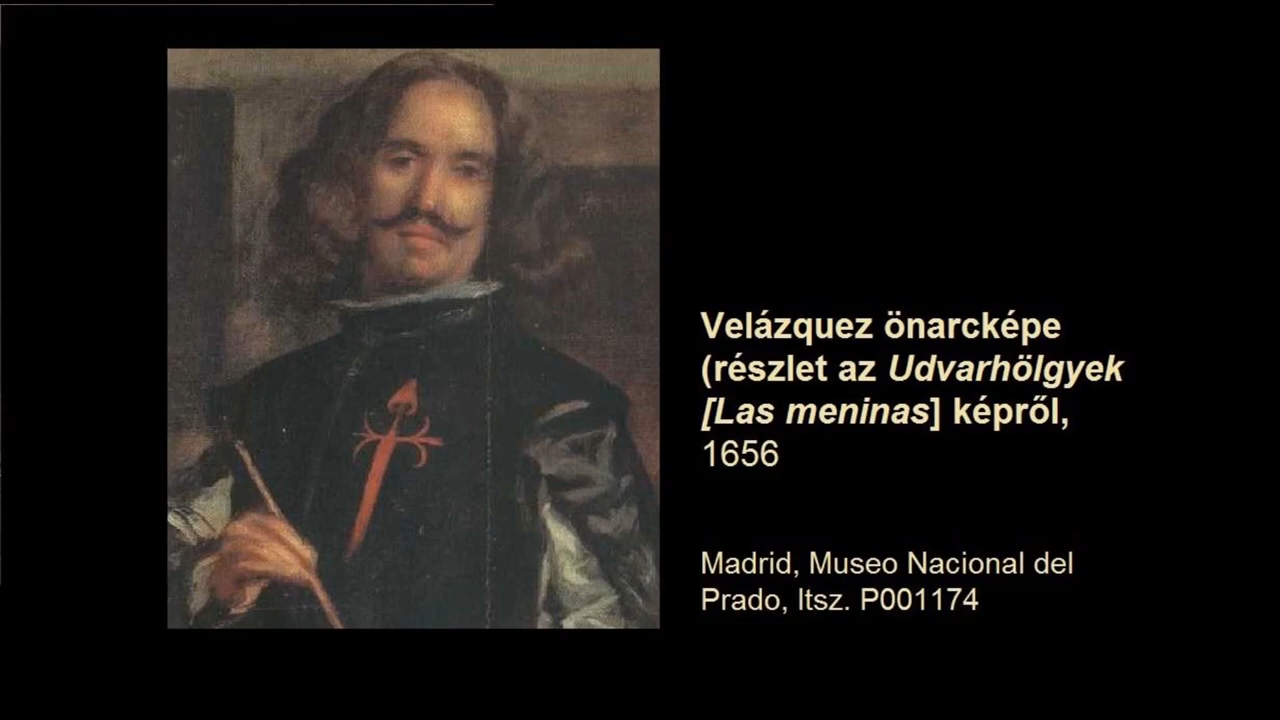 Velázquez önarcképe
(részlet az Udvarhölgyek
[Las meninas] képről,
1656
Madrid, Museo Nacional del
Prado, ltsz. P001174